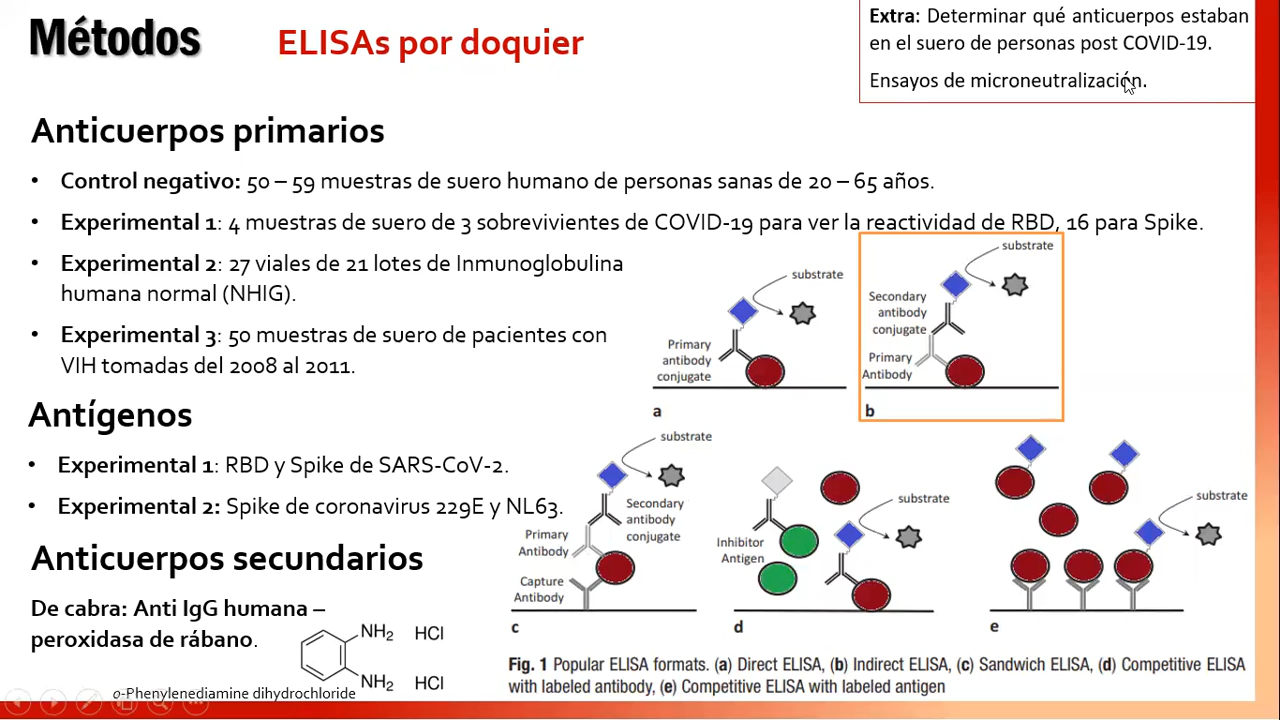 Métodos
ELISAs por doquier
Extra: Determinar qué anticuerpos estaban
en el suero de personas post COVID-19.
Ensayos de microneutralización.
Anticuerpos primarios
• Control negativo: 50 – 59 muestras de suero humano de personas sanas de 20 – 65 años.
• Experimental 1: 4 muestras de suero de 3 sobrevivientes de COVID-19 para ver la reactividad de RBD, 16 para Spike.
• Experimental 2: 27 viales de 21 lotes de Inmunoglobulina
humana normal (NHIG).
• Experimental 3: 50 muestras de suero de pacientes con
VIH tomadas del 2008 al 2011.
Antígenos
• Experimental 1: RBD y Spike de SARS-CoV-2.
• Experimental 2: Spike de coronavirus 229E y NL63.
Anticuerpos secundarios
De cabra: Anti IgG humana –
peroxidasa de rábano.
NH2 HCl
NH2 HCl
o-Phenylenediamine dihydrochloride
substrate
Primary
antibody
conjugate
a
substrate
Secondary
antibody
conjugate
Primary
Antibody
b
substrate
Secondary
antibody
conjugate
Primary
Antibody
Capture
Antibody
c
substrate
Inhibitor
Antigen
d
substrate
e
Fig. 1 Popular ELISA formats. (a) Direct ELISA, (b) Indirect ELISA, (c) Sandwich ELISA, (d) Competitive ELISA
with labeled antibody, (e) Competitive ELISA with labeled antigen